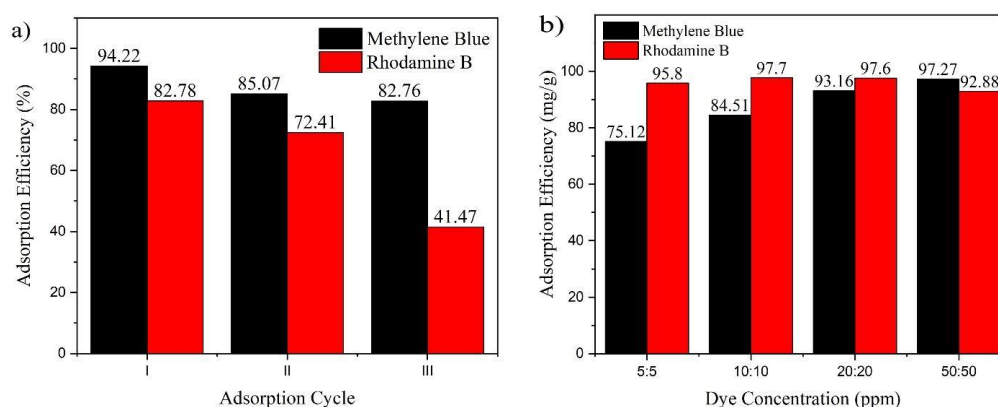 a)
Adsorption Efficiency (%)
100
80
60
40
20
0
Methylene Blue
Rhodamine B
94.22
82.78
85.07
72.41
82.76
41.47
I
II
III
Adsorption Cycle
b)
Adsorption Efficiency (mg/g)
100
80
60
40
20
0
Methylene Blue
Rhodamine B
75.12
95.8
84.51
97.7
93.16
97.6
97.27
92.88
5:5
10:10
20:20
50:50
Dye Concentration (ppm)